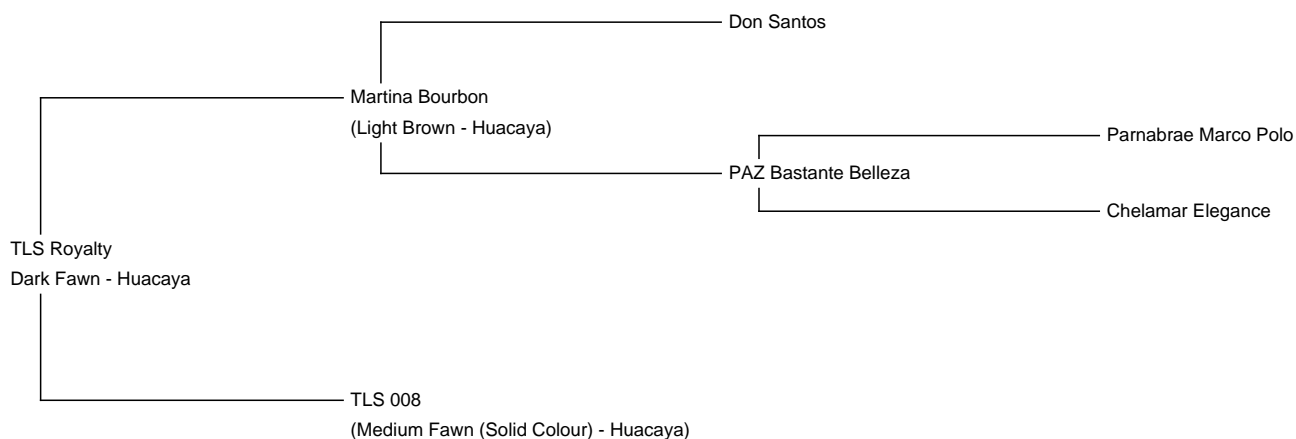 Don Santos
Martina Bourbon
(Light Brown - Huacaya)
Parnabrae Marco Polo
PAZ Bastante Belleza
Chelamar Elegance
TLS Royalty
Dark Fawn - Huacaya
TLS 008
(Medium Fawn (Solid Colour) - Huacaya)